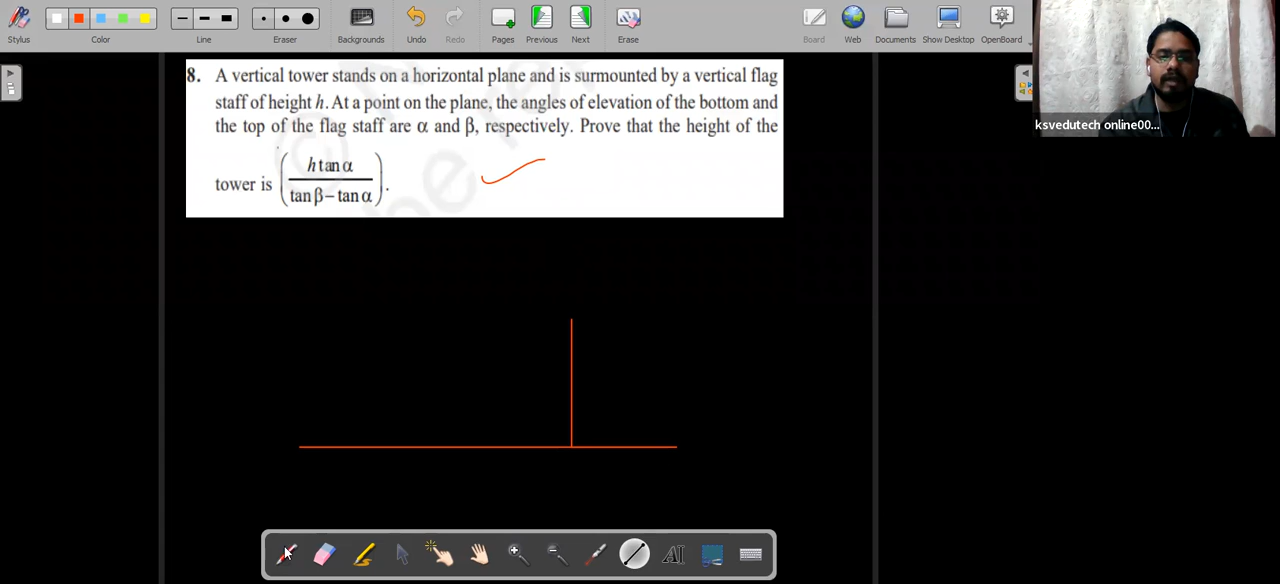 Stylus
Color
Line
Eraser
Backgrounds
Undo
Redo
Pages
Previous
Next
Erase
Board
Web
Documents
Show Desktop
OpenBoard
8. A vertical tower stands on a horizontal plane and is surmounted by a vertical flag
staff of height h. At a point on the plane, the angles of elevation of the bottom and
the top of the flag staff are α and β, respectively. Prove that the height of the
tower is (h tan α / tan β – tan α).
ksvedutech online00...
AI